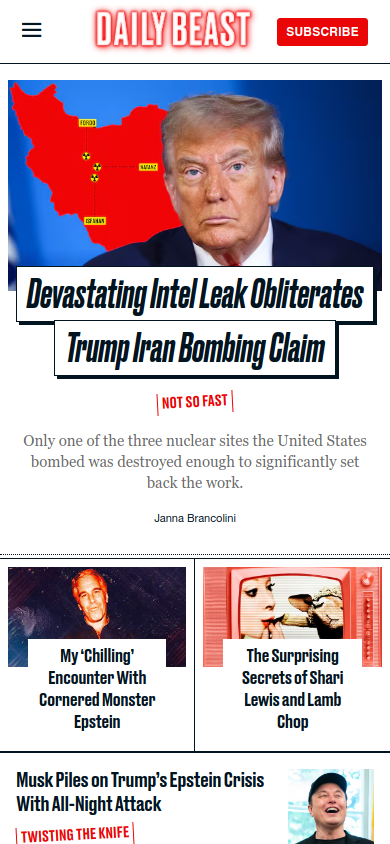 DAILY BEAST
SUBSCRIBE
FORDO
NATANZ
ISFAHAN
Devastating Intel Leak Obliterates
Trump Iran Bombing Claim
NOT SO FAST
Only one of the three nuclear sites the United States
bombed was destroyed enough to significantly set
back the work.
Janna Brancolini
My ‘Chilling’
Encounter With
Cornered Monster
Epstein
The Surprising
Secrets of Shari
Lewis and Lamb
Chop
Musk Piles on Trump’s Epstein Crisis
With All-Night Attack
TWISTING THE KNIFE